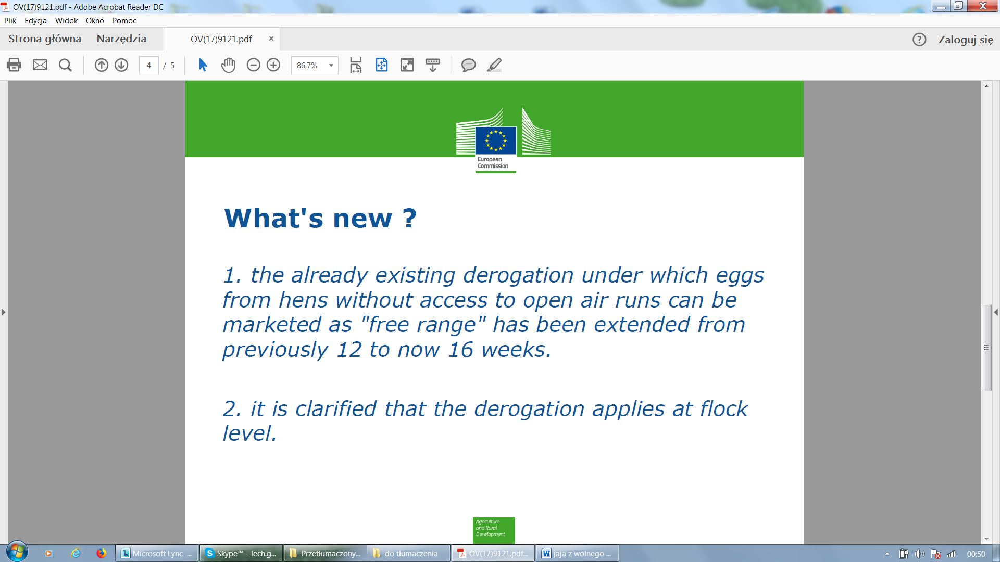 OV(17)9121.pdf - Adobe Acrobat Reader DC
Plik Edycja Widok Okno Pomoc
Strona główna Narzędzia OV(17)9121.pdf Zaloguj się
4 / 5 86,7%
European
Commission
What's new ?
1. the already existing derogation under which eggs
from hens without access to open air runs can be
marketed as "free range" has been extended from
previously 12 to now 16 weeks.
2. it is clarified that the derogation applies at flock
level.
Agriculture
and Rural
Development
Microsoft Lync ... Skype™ - lech.g... Przetłumaczony... do tłumaczenia OV(17)9121.pdf... jaja z wolnego ... 00:50